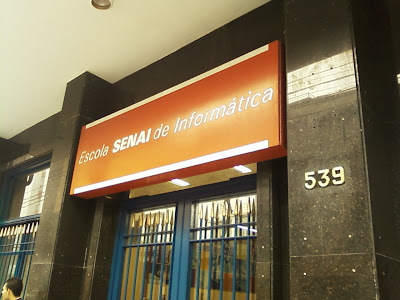 Escola SENAI de Informática
539